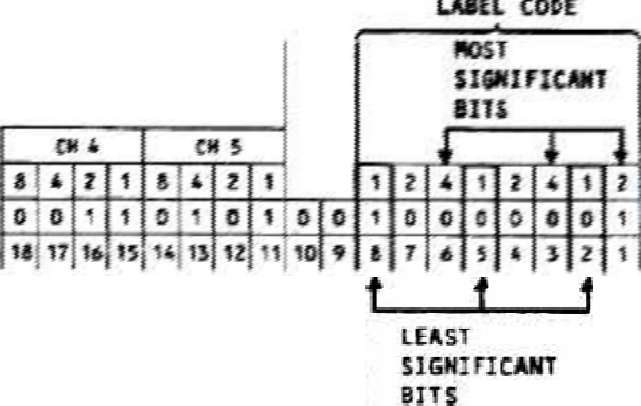 LABEL CODE
MOST
SIGNIFICANT
BITS
CH 4 CH 5
8 4 2 1 8 4 2 1 1 2 4 1 2 4 1 2
0 0 1 1 0 1 0 1 0 0 1 0 0 0 0 0 0 1
18 17 16 15 14 13 12 11 10 9 8 7 6 5 4 3 2 1
LEAST
SIGNIFICANT
BITS